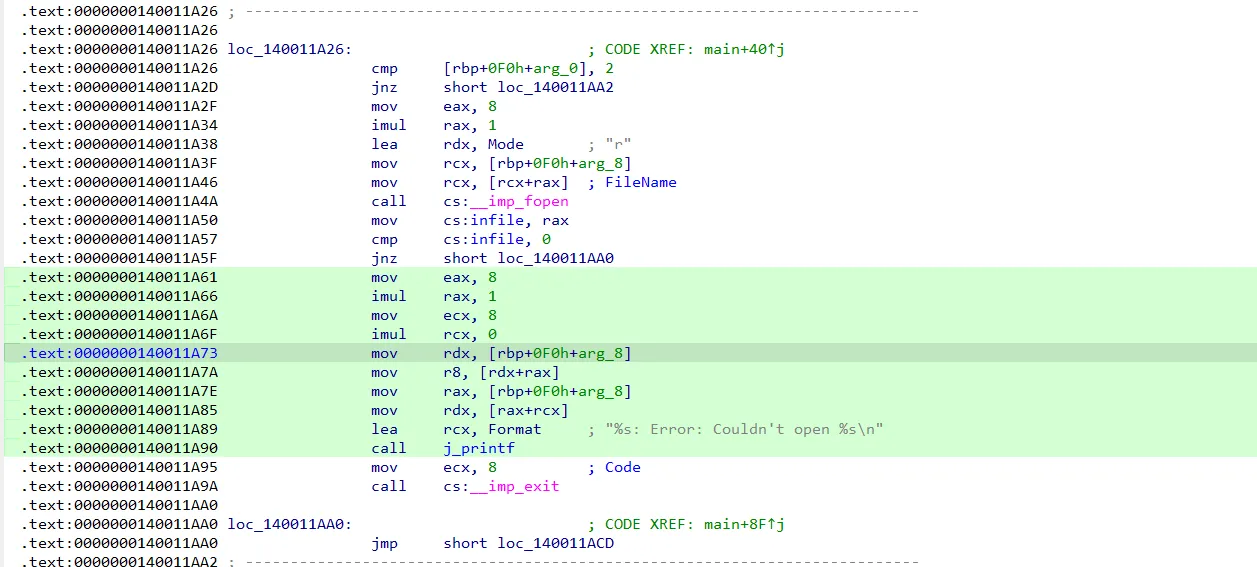 .text:0000000140011A26 ; ---------------------------------------------------------------------------
.text:0000000140011A26
.text:0000000140011A26 loc_140011A26:                          ; CODE XREF: main+40↑j
.text:0000000140011A26                 cmp     [rbp+0F0h+arg_0], 2
.text:0000000140011A2D                 jnz     short loc_140011AA2
.text:0000000140011A2F                 mov     eax, 8
.text:0000000140011A34                 imul    rax, 1
.text:0000000140011A38                 lea     rdx, Mode       ; "r"
.text:0000000140011A3F                 mov     rcx, [rbp+0F0h+arg_8]
.text:0000000140011A46                 mov     rcx, [rcx+rax]  ; FileName
.text:0000000140011A4A                 call    cs:__imp_fopen
.text:0000000140011A50                 mov     cs:infile, rax
.text:0000000140011A57                 cmp     cs:infile, 0
.text:0000000140011A5F                 jnz     short loc_140011AA0
.text:0000000140011A61                 mov     eax, 8
.text:0000000140011A66                 imul    rax, 1
.text:0000000140011A6A                 mov     ecx, 8
.text:0000000140011A6F                 imul    rcx, 0
.text:0000000140011A73                 mov     rdx, [rbp+0F0h+arg_8]
.text:0000000140011A7A                 mov     r8, [rdx+rax]
.text:0000000140011A7E                 mov     rax, [rbp+0F0h+arg_8]
.text:0000000140011A85                 mov     rdx, [rax+rcx]
.text:0000000140011A89                 lea     rcx, Format     ; "%s: Error: Couldn't open %s\n"
.text:0000000140011A90                 call    j_printf
.text:0000000140011A95                 mov     ecx, 8          ; Code
.text:0000000140011A9A                 call    cs:__imp_exit
.text:0000000140011AA0
.text:0000000140011AA0 loc_140011AA0:                          ; CODE XREF: main+8F↑j
.text:0000000140011AA0                 jmp     short loc_140011ACD
.text:0000000140011AA2 ; ---------------------------------------------------------------------------